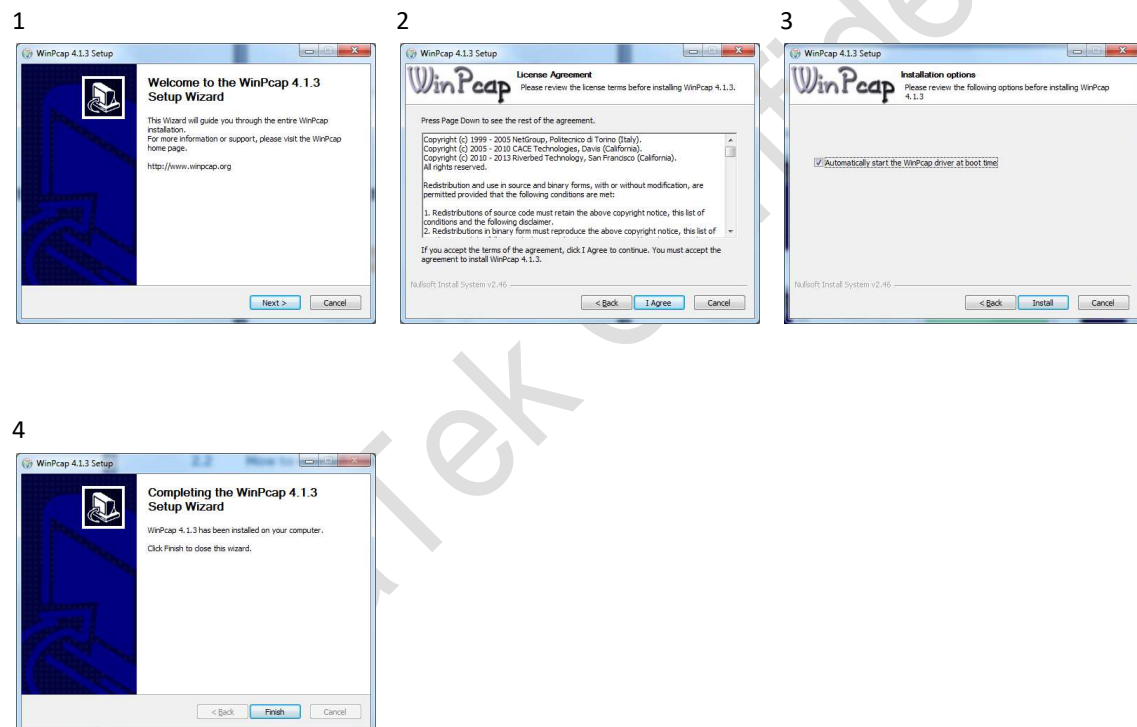 1
WinPcap 4.1.3 Setup
Welcome to the WinPcap 4.1.3
Setup Wizard
This Wizard will guide you through the entire WinPcap
installation.
For more information or support, please visit the WinPcap
home page.
http://www.winpcap.org
Next >
Cancel
2
WinPcap 4.1.3 Setup
WinPcap
License Agreement
Please review the license terms before installing WinPcap 4.1.3.
Press Page Down to see the rest of the agreement.
Copyright (c) 1999 - 2005 NetGroup, Politecnico di Torino (Italy).
Copyright (c) 2005 - 2010 CACE Technologies, Davis (California).
Copyright (c) 2010 - 2013 Riverbed Technology, San Francisco (California).
All rights reserved.
Redistribution and use in source and binary forms, with or without modification, are
permitted provided that the following conditions are met:
1. Redistributions of source code must retain the above copyright notice, this list of
conditions and the following disclaimer.
2. Redistributions in binary form must reproduce the above copyright notice, this list of
If you accept the terms of the agreement, click I Agree to continue. You must accept the
agreement to install WinPcap 4.1.3.
Nullsoft Install System v2.46
< Back
I Agree
Cancel
3
WinPcap 4.1.3 Setup
WinPcap
Installation options
Please review the following options before installing WinPcap
4.1.3
Automatically start the WinPcap driver at boot time
Nullsoft Install System v2.46
< Back
Install
Cancel
4
WinPcap 4.1.3 Setup
2.2 How to
Completing the WinPcap 4.1.3
Setup Wizard
WinPcap 4.1.3 has been installed on your computer.
Click Finish to close this wizard.
< Back
Finish
Cancel